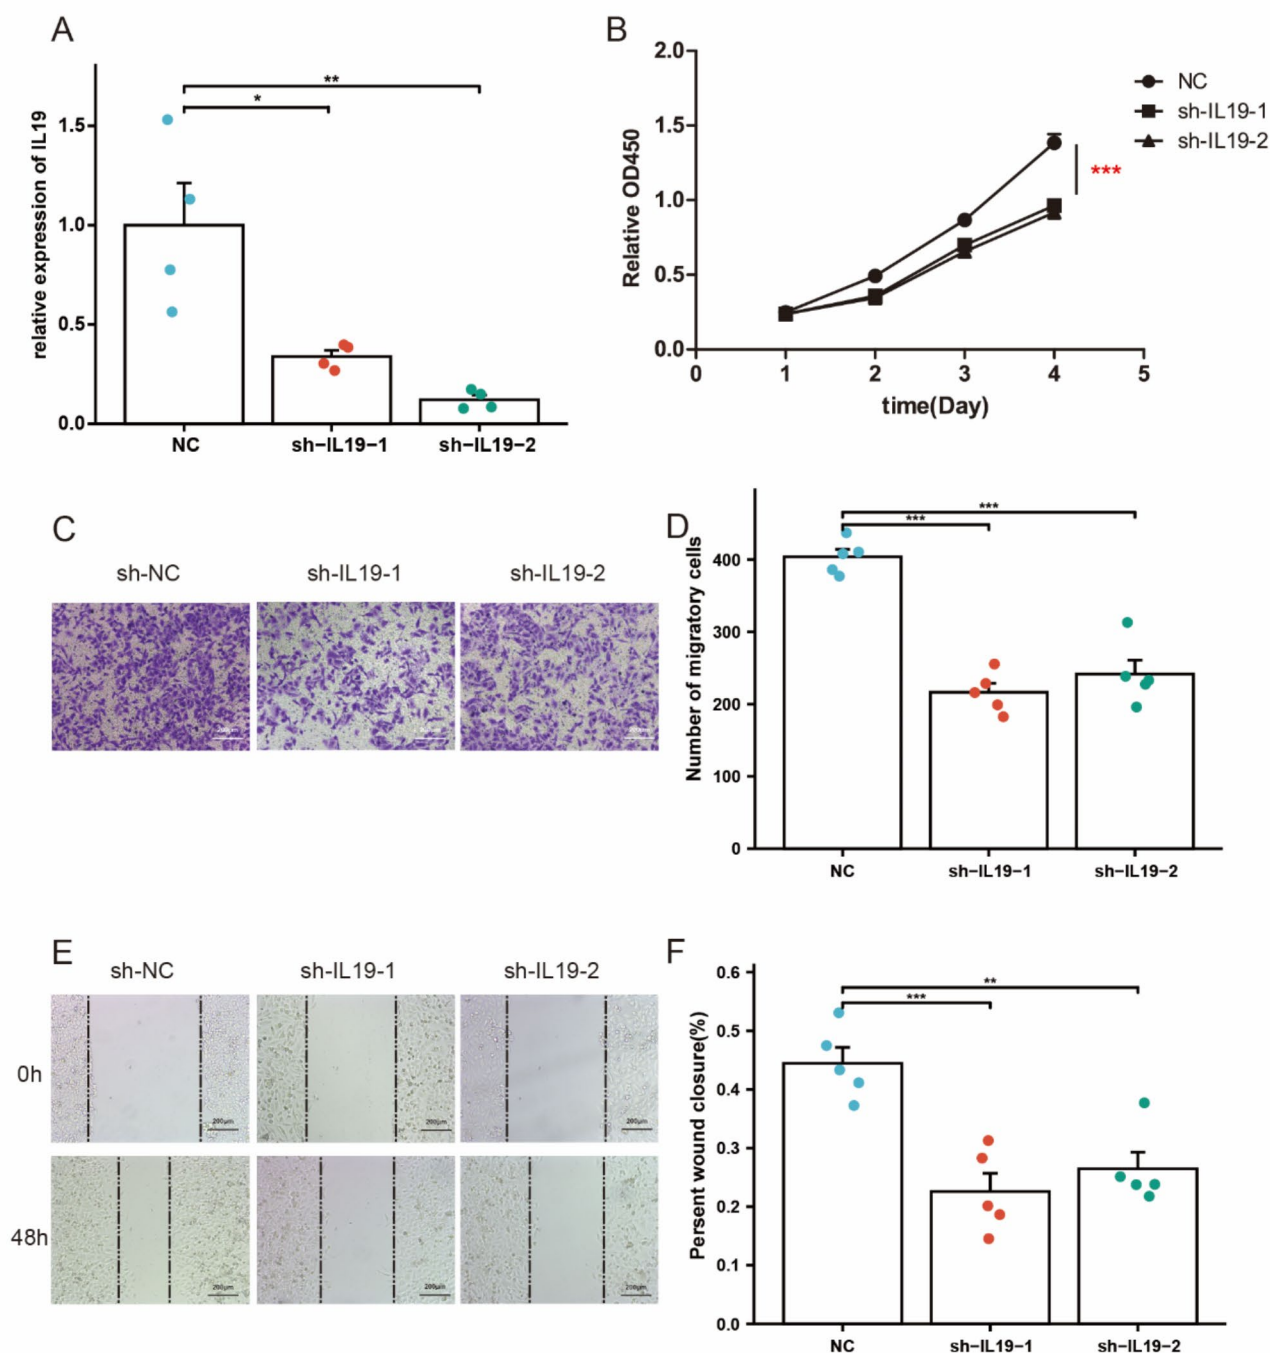 A
relative expression of IL19
1.5
1.0
0.5
0.0
**
*
NC
sh-IL19-1
sh-IL19-2
B
Relative OD450
2.0
1.5
1.0
0.5
0.0
0
1
2
3
4
5
time(Day)
NC
sh-IL19-1
sh-IL19-2
***
C
sh-NC
sh-IL19-1
sh-IL19-2
D
Number of migratory cells
400
300
200
100
0
***
***
NC
sh-IL19-1
sh-IL19-2
E
sh-NC
sh-IL19-1
sh-IL19-2
0h
200μm
200μm
200μm
48h
200μm
200μm
200μm
F
Persent wound closure(%)
0.6
0.5
0.4
0.3
0.2
0.1
0.0
**
***
NC
sh-IL19-1
sh-IL19-2